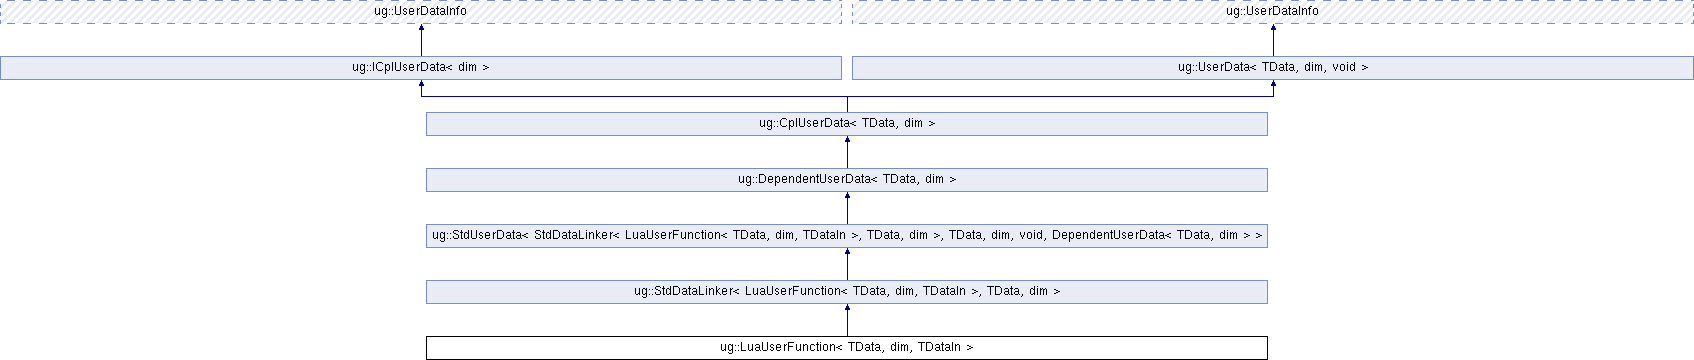 ug::UserDataInfo
ug::UserDataInfo
ug::ICplUserData< dim >
ug::UserData< TData, dim, void >
ug::CplUserData< TData, dim >
ug::DependentUserData< TData, dim >
ug::StdUserData< StdDataLinker< LuaUserFunction< TData, dim, TDataIn >, TData, dim >, TData, dim, void, DependentUserData< TData, dim > >
ug::StdDataLinker< LuaUserFunction< TData, dim, TDataIn >, TData, dim >
ug::LuaUserFunction< TData, dim, TDataIn >